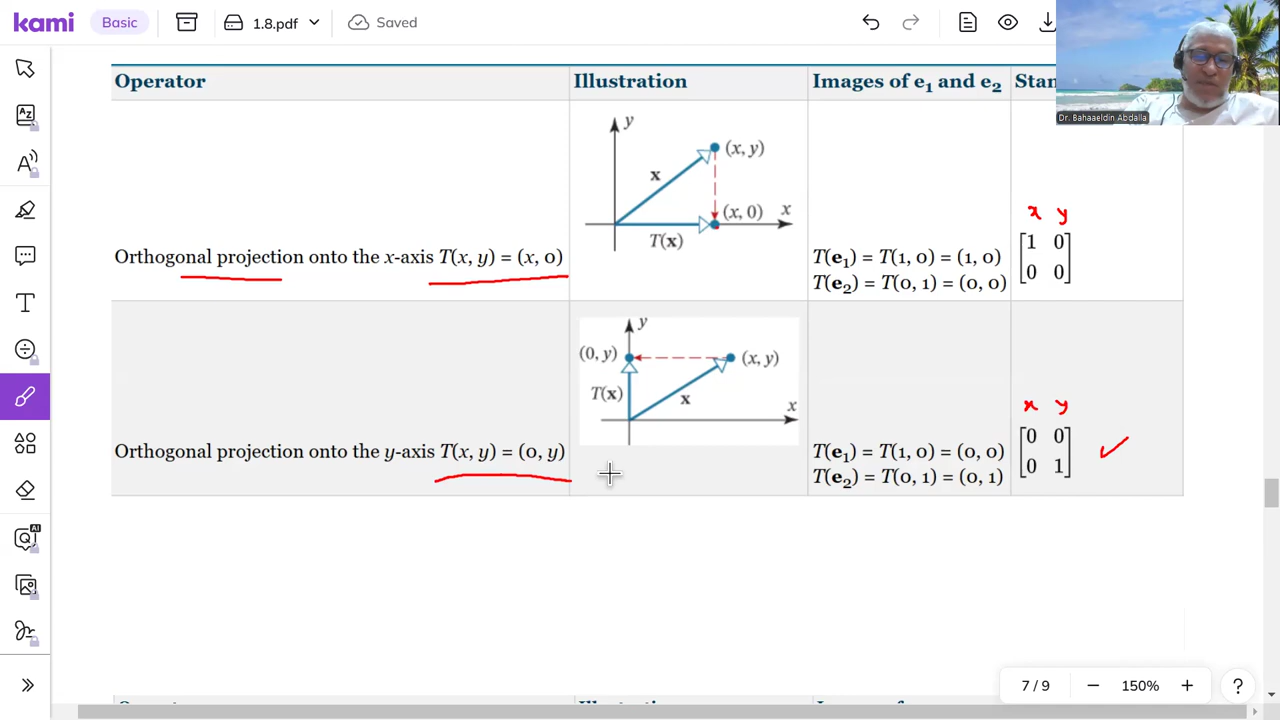 kami Basic 1.8.pdf Saved
Dr. Bahaaeldin Abdalla
Operator Illustration Images of e₁ and e₂
y
(x, y)
x
(x, 0) x
T(x)
x y
Orthogonal projection onto the x-axis T(x, y) = (x, 0)
T(e₁) = T(1, 0) = (1, 0)
T(e₂) = T(0, 1) = (0, 0)
1 0
0 0
y
(0, y) (x, y)
T(x) x
x
x y
Orthogonal projection onto the y-axis T(x, y) = (0, y)
T(e₁) = T(1, 0) = (0, 0)
T(e₂) = T(0, 1) = (0, 1)
0 0
0 1
7 / 9 − 150% + ?